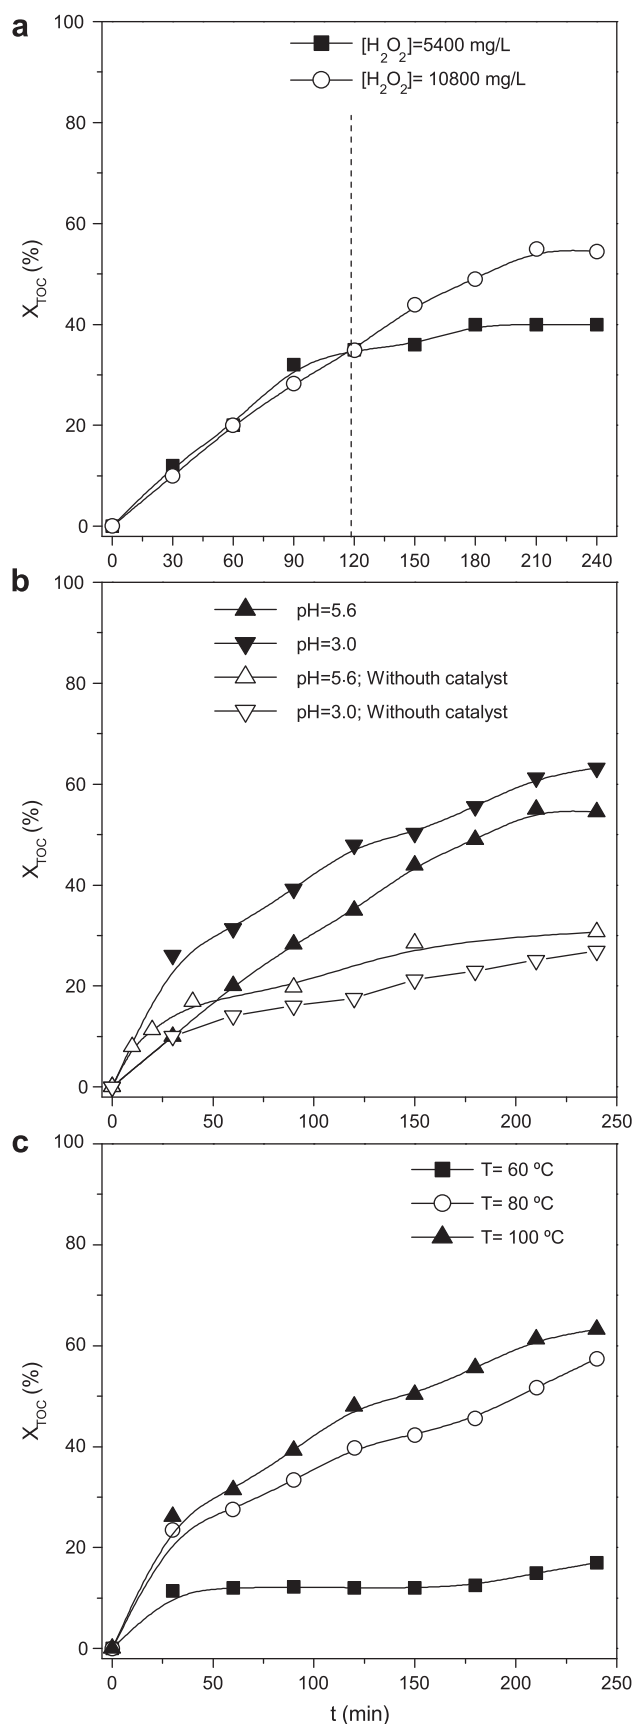 a
100
[H2O2]=5400 mg/L
[H2O2]= 10800 mg/L
80
60
40
20
0
XTOC (%)
0 30 60 90 120 150 180 210 240
b
100
pH=5.6
pH=3.0
pH=5.6; Withouth catalyst
pH=3.0; Withouth catalyst
80
60
40
20
0
XTOC (%)
0 50 100 150 200 250
c
100
T= 60 ºC
T= 80 ºC
T= 100 ºC
80
60
40
20
0
XTOC (%)
0 50 100 150 200 250
t (min)